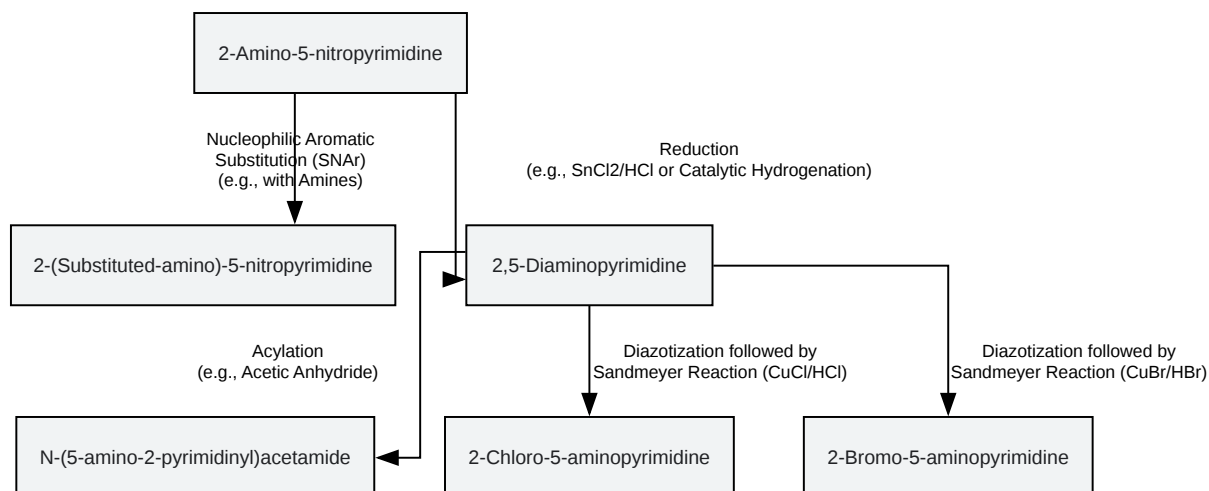 2-Amino-5-nitropyrimidine
Nucleophilic Aromatic
Substitution (SNAr)
(e.g., with Amines)
Reduction
(e.g., SnCl2/HCl or Catalytic Hydrogenation)
2-(Substituted-amino)-5-nitropyrimidine
2,5-Diaminopyrimidine
Acylation
(e.g., Acetic Anhydride)
Diazotization followed by
Sandmeyer Reaction (CuCl/HCl)
Diazotization followed by
Sandmeyer Reaction (CuBr/HBr)
N-(5-amino-2-pyrimidinyl)acetamide
2-Chloro-5-aminopyrimidine
2-Bromo-5-aminopyrimidine